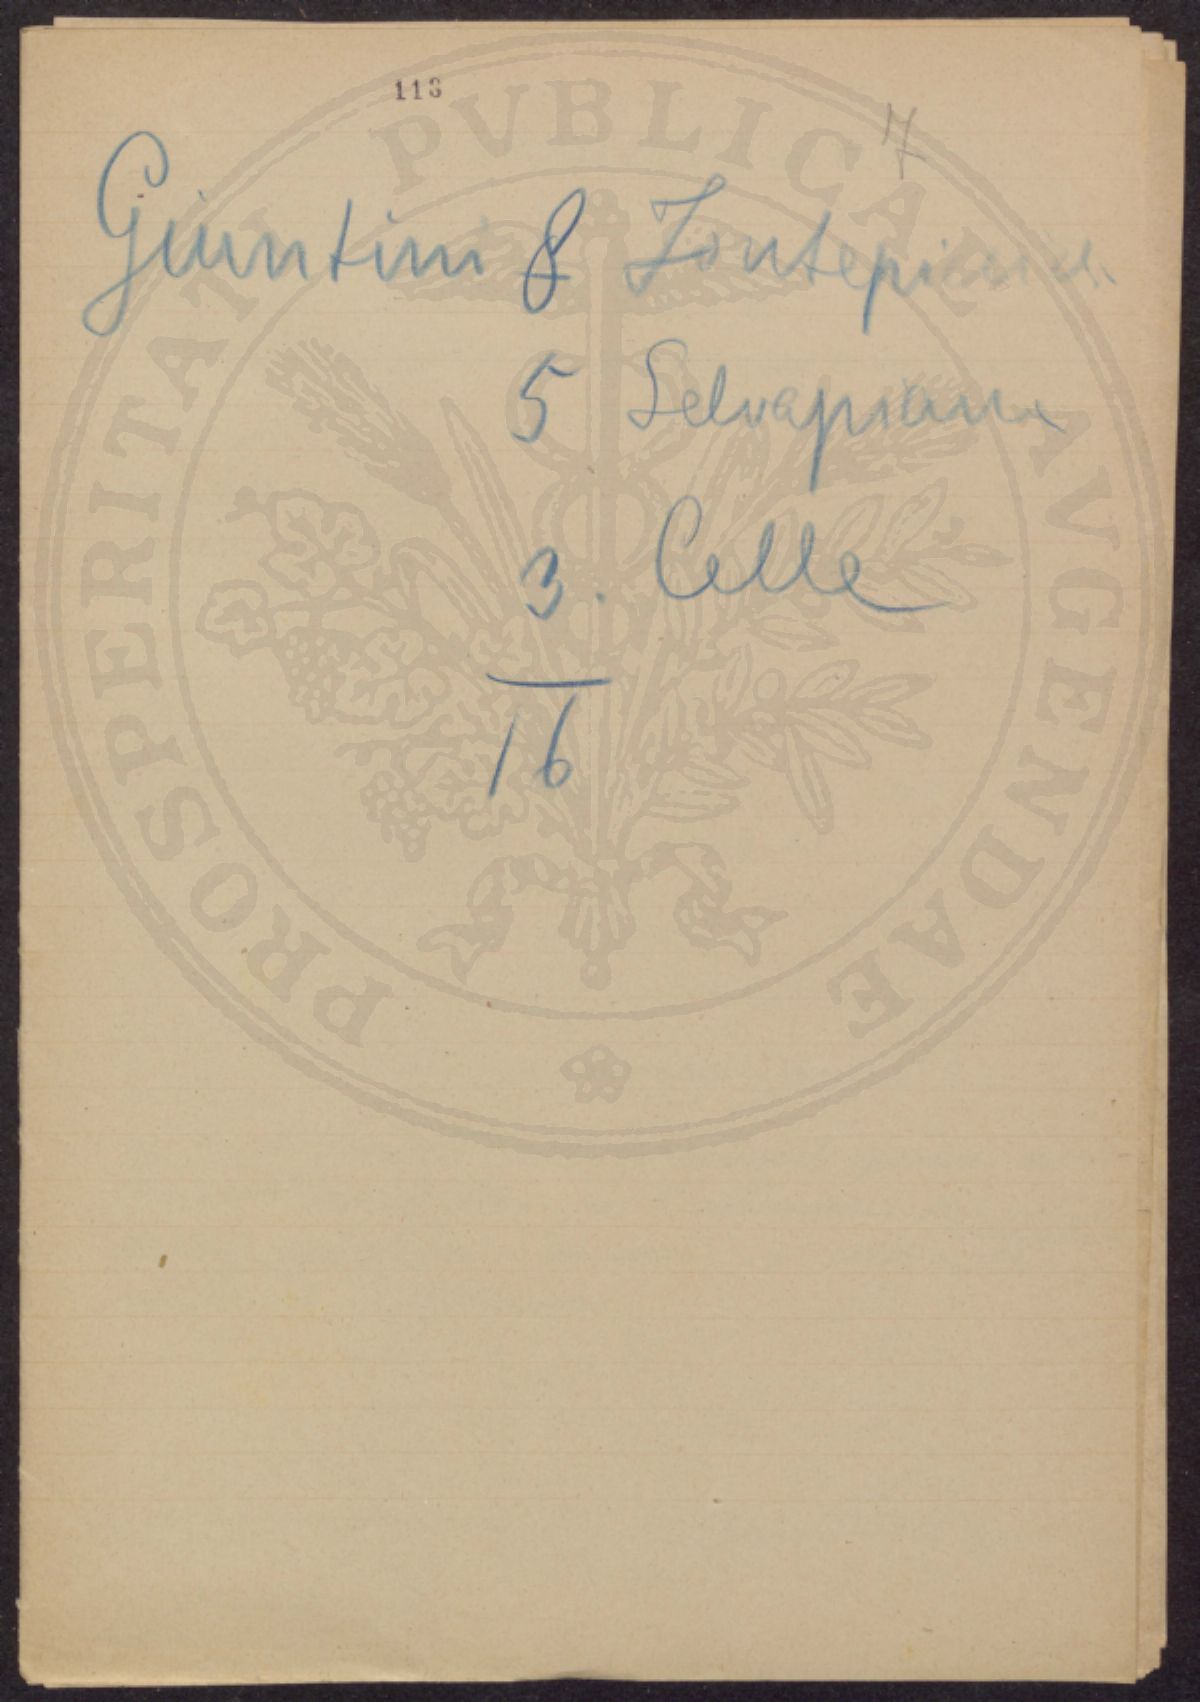 113
7
Giuntini 8 Fontepiana
5 Selvapiana
3. Celle
16
PROSPERITATI PVBLICAE AVGENDAE